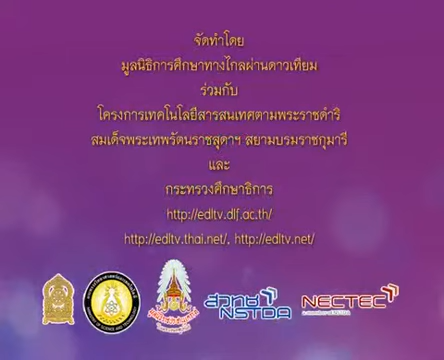 จัดทำโดย
มูลนิธิการศึกษาทางไกลผ่านดาวเทียม
ร่วมกับ
โครงการเทคโนโลยีสารสนเทศตามพระราชดำริ
สมเด็จพระเทพรัตนราชสุดาฯ สยามบรมราชกุมารี
และ
กระทรวงศึกษาธิการ
http://edltv.dlf.ac.th/
http://edltv.thai.net/, http://edltv.net/
สวทช NSTDA
NECTEC
a member of NSTDA